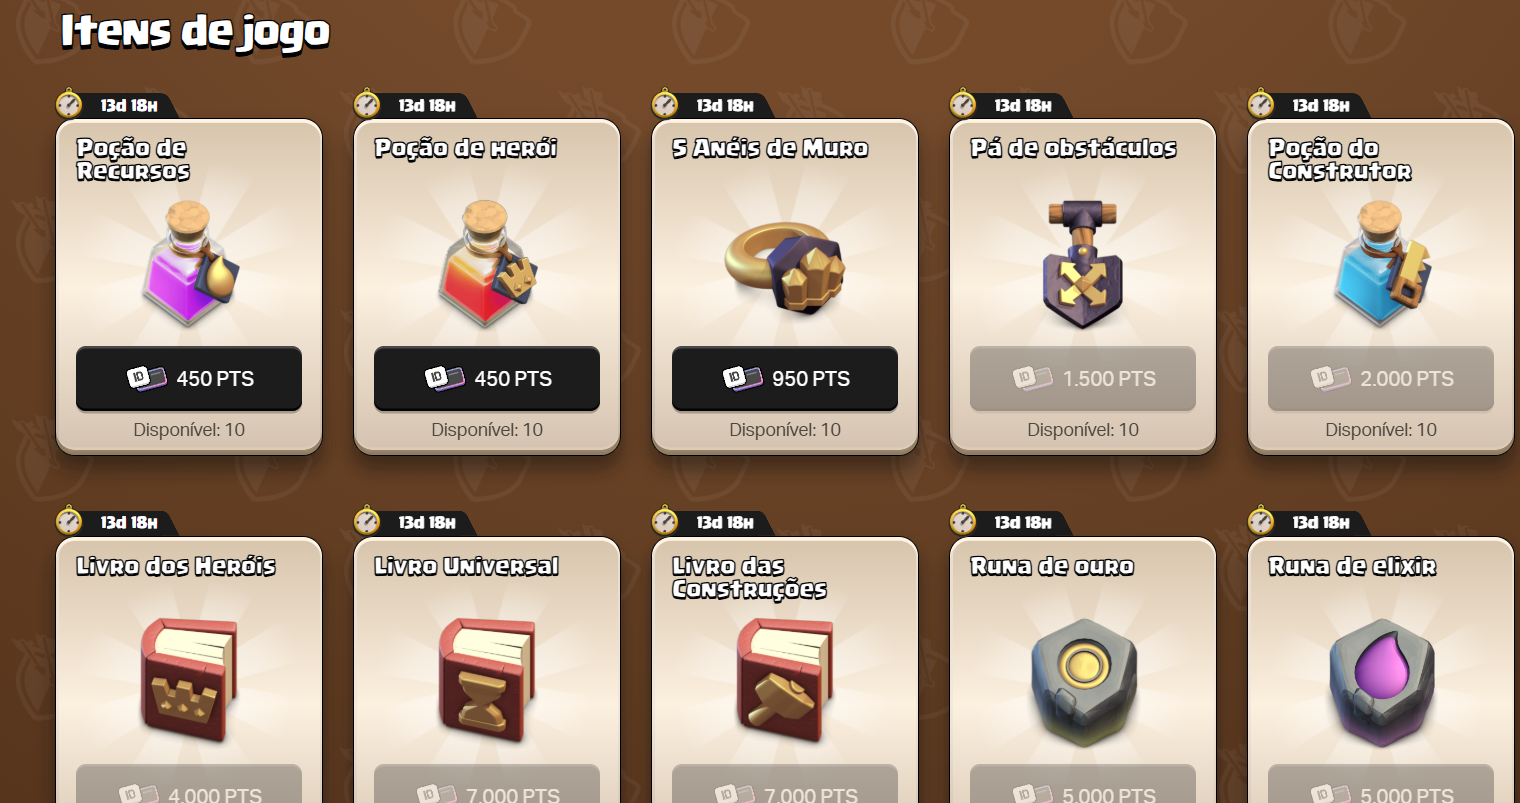 Itens de jogo
13d 18h
13d 18h
13d 18h
13d 18h
13d 18h
Poção de
Recursos
Poção de herói
5 Anéis de Muro
Pá de obstáculos
Poção do
Construtor
450 PTS
450 PTS
950 PTS
1.500 PTS
2.000 PTS
Disponível: 10
Disponível: 10
Disponível: 10
Disponível: 10
Disponível: 10
13d 18h
13d 18h
13d 18h
13d 18h
13d 18h
Livro dos Heróis
Livro Universal
Livro das
Construções
Runa de ouro
Runa de elixir
4.000 PTS
7.000 PTS
7.000 PTS
5.000 PTS
5.000 PTS